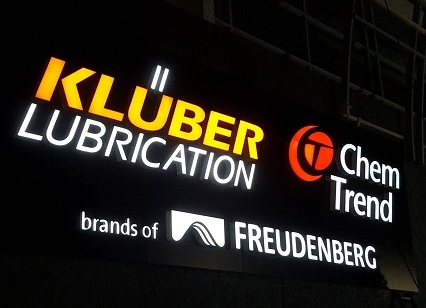 KLÜBER
LUBRICATION
T
Chem
Trend
brands of FREUDENBERG